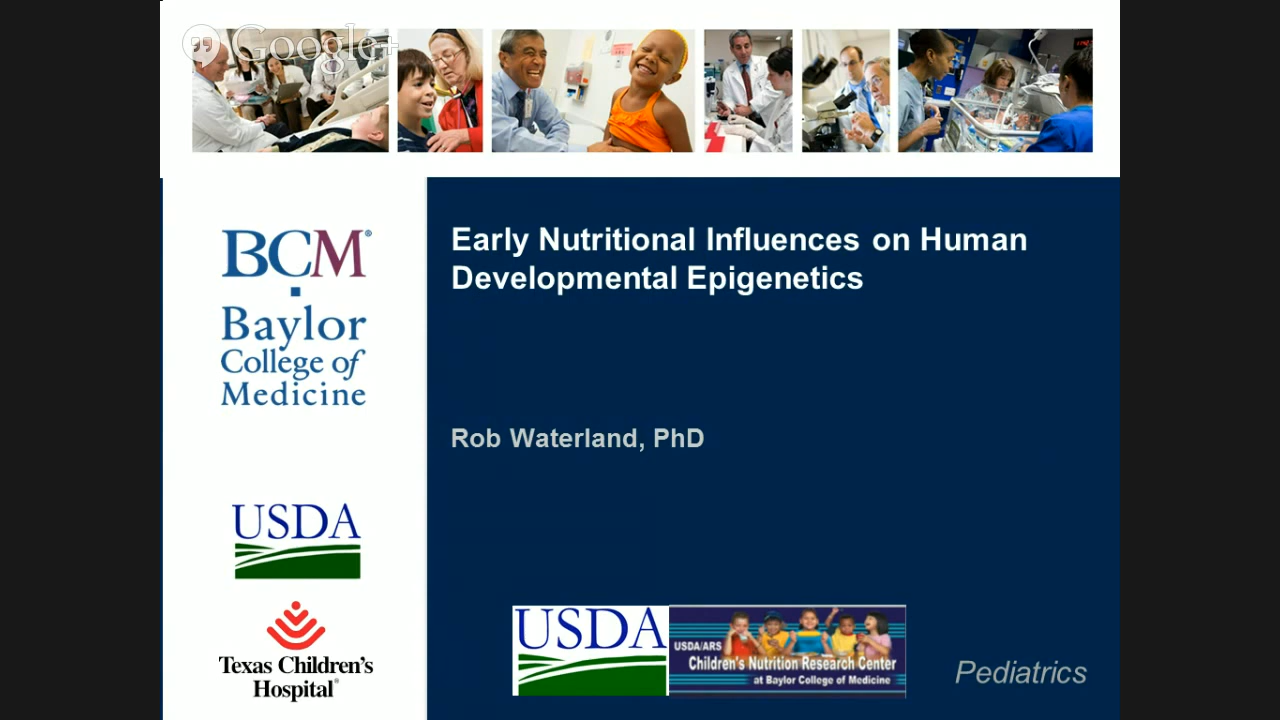 Google+
BCM®
Baylor
College of
Medicine
USDA
Texas Children's
Hospital®
Early Nutritional Influences on Human
Developmental Epigenetics
Rob Waterland, PhD
USDA
USDA/ARS
Children's Nutrition Research Center
at Baylor College of Medicine
Pediatrics